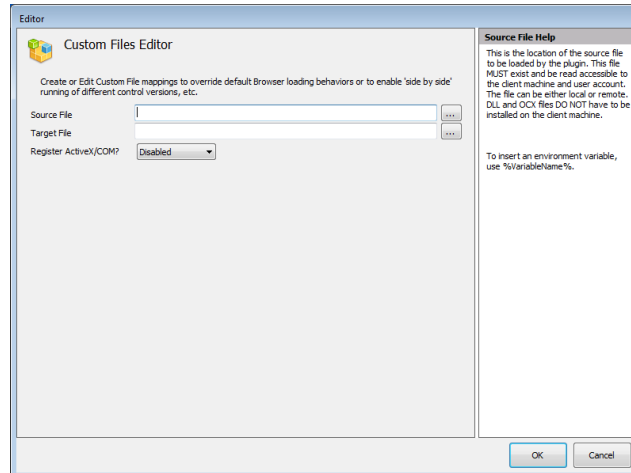 Editor
Custom Files Editor
Create or Edit Custom File mappings to override default Browser loading behaviors or to enable 'side by side'
running of different control versions, etc.
Source File
...
Target File
...
Register ActiveX/COM?
Disabled
Source File Help
This is the location of the source file
to be loaded by the plugin. This file
MUST exist and be read accessible to
the client machine and user account.
The file can be either local or remote.
DLL and OCX files DO NOT have to be
installed on the client machine.
To insert an environment variable,
use %VariableName%.
OK
Cancel